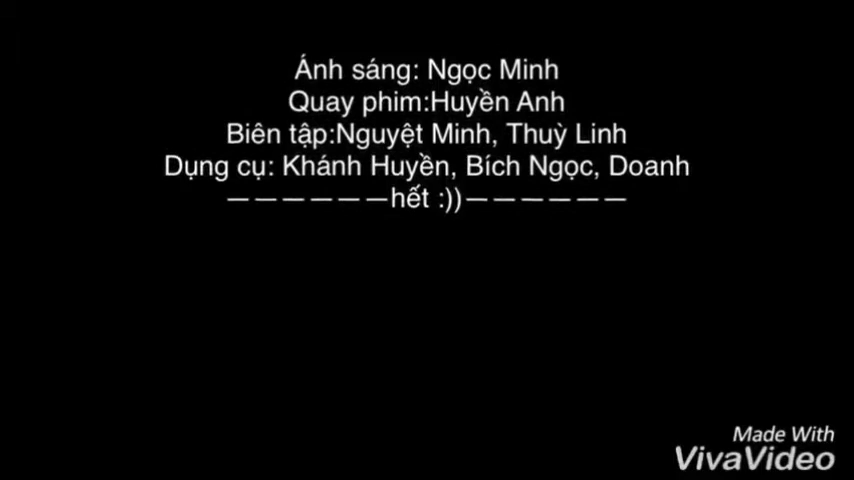 Ánh sáng: Ngọc Minh
Quay phim:Huyền Anh
Biên tập:Nguyệt Minh, Thuỳ Linh
Dụng cụ: Khánh Huyền, Bích Ngọc, Doanh
——————hết :))——————
Made With
VivaVideo